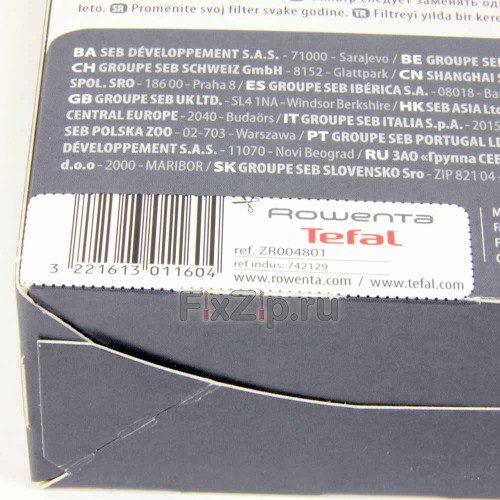 следует заменять
leto. SR Promenite svoj filter svake godine. TR Filtreyi yılda bir kere
BA SEB DÉVELOPPEMENT S.A.S. - 71000 - Sarajevo / BE GROUPE SEB
CH GROUPE SEB SCHWEIZ GmbH - 8152 - Glattpark / CN SHANGHAI
SPOL. SRO - 186 00 - Praha 8 / ES GROUPE SEB IBÉRICA S.A. - 08018 -
GB GROUPE SEB UK LTD. - SL4 1NA - Windsor Berkshire / HK SEB ASIA
CENTRAL EUROPE - 2040 - Budaörs / IT GROUPE SEB ITALIA S.p.A. -
SEB POLSKA ZOO - 02-703 - Warszawa / PT GROUPE SEB PORTUGAL
DÉVELOPPEMENT S.A.S. - 11070 - Novi Beograd / RU ЗАО «Группа
d.o.o - 2000 - MARIBOR / SK GROUPE SEB SLOVENSKO Sro - ZIP 821 04 -
ROWENTA
Tefal
ref. ZR004801
ref indus: 742129
www.rowenta.com / www.tefal.com
3 221613 011604
FixZip.ru